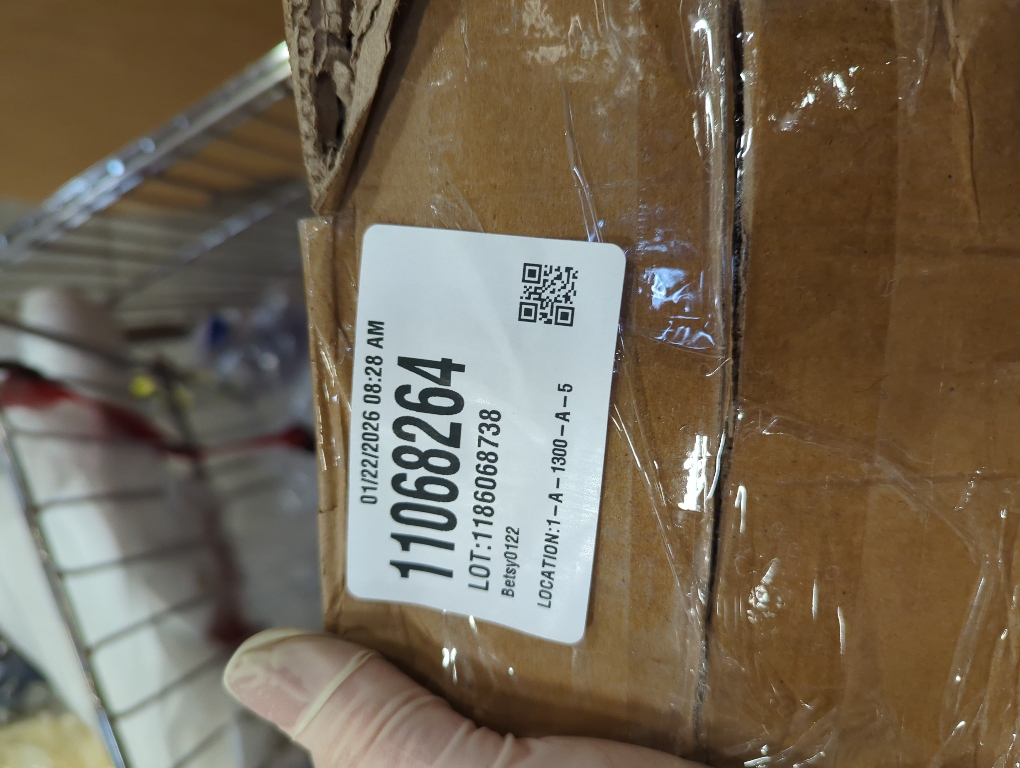 01/22/2026 08:28 AM
11068264
LOT:1186068738
Betsy0122
LOCATION:1-A-1300-A-5